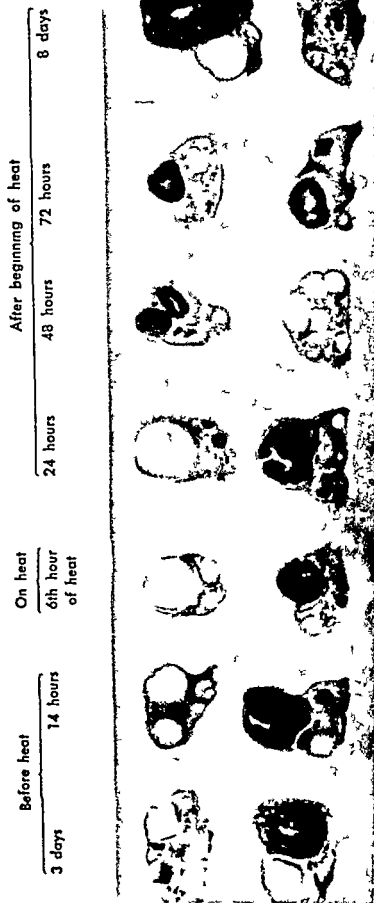 Before heat
3 days
14 hours
On heat
6th hour
of heat
After beginning of heat
24 hours
48 hours
72 hours
8 days